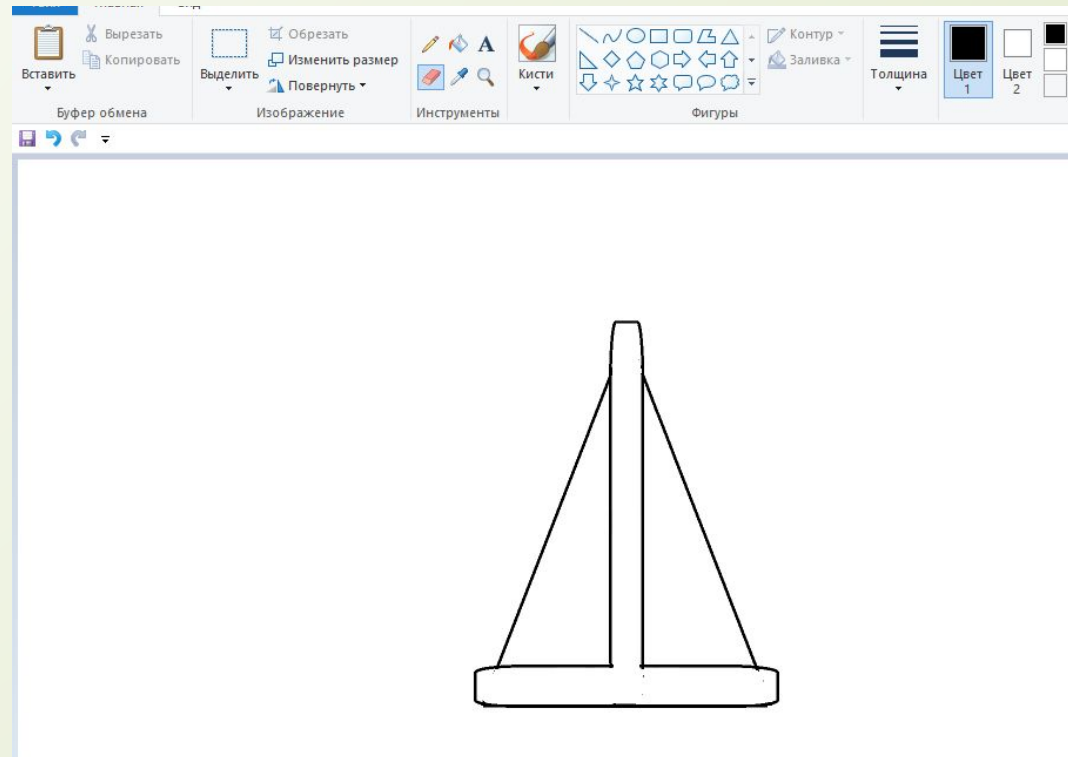 Вырезать
Копировать
Вставить
Буфер обмена
Обрезать
Изменить размер
Повернуть
Выделить
Изображение
A
Инструменты
Кисти
Контур
Заливка
Фигуры
Толщина
Цвет 1
Цвет 2